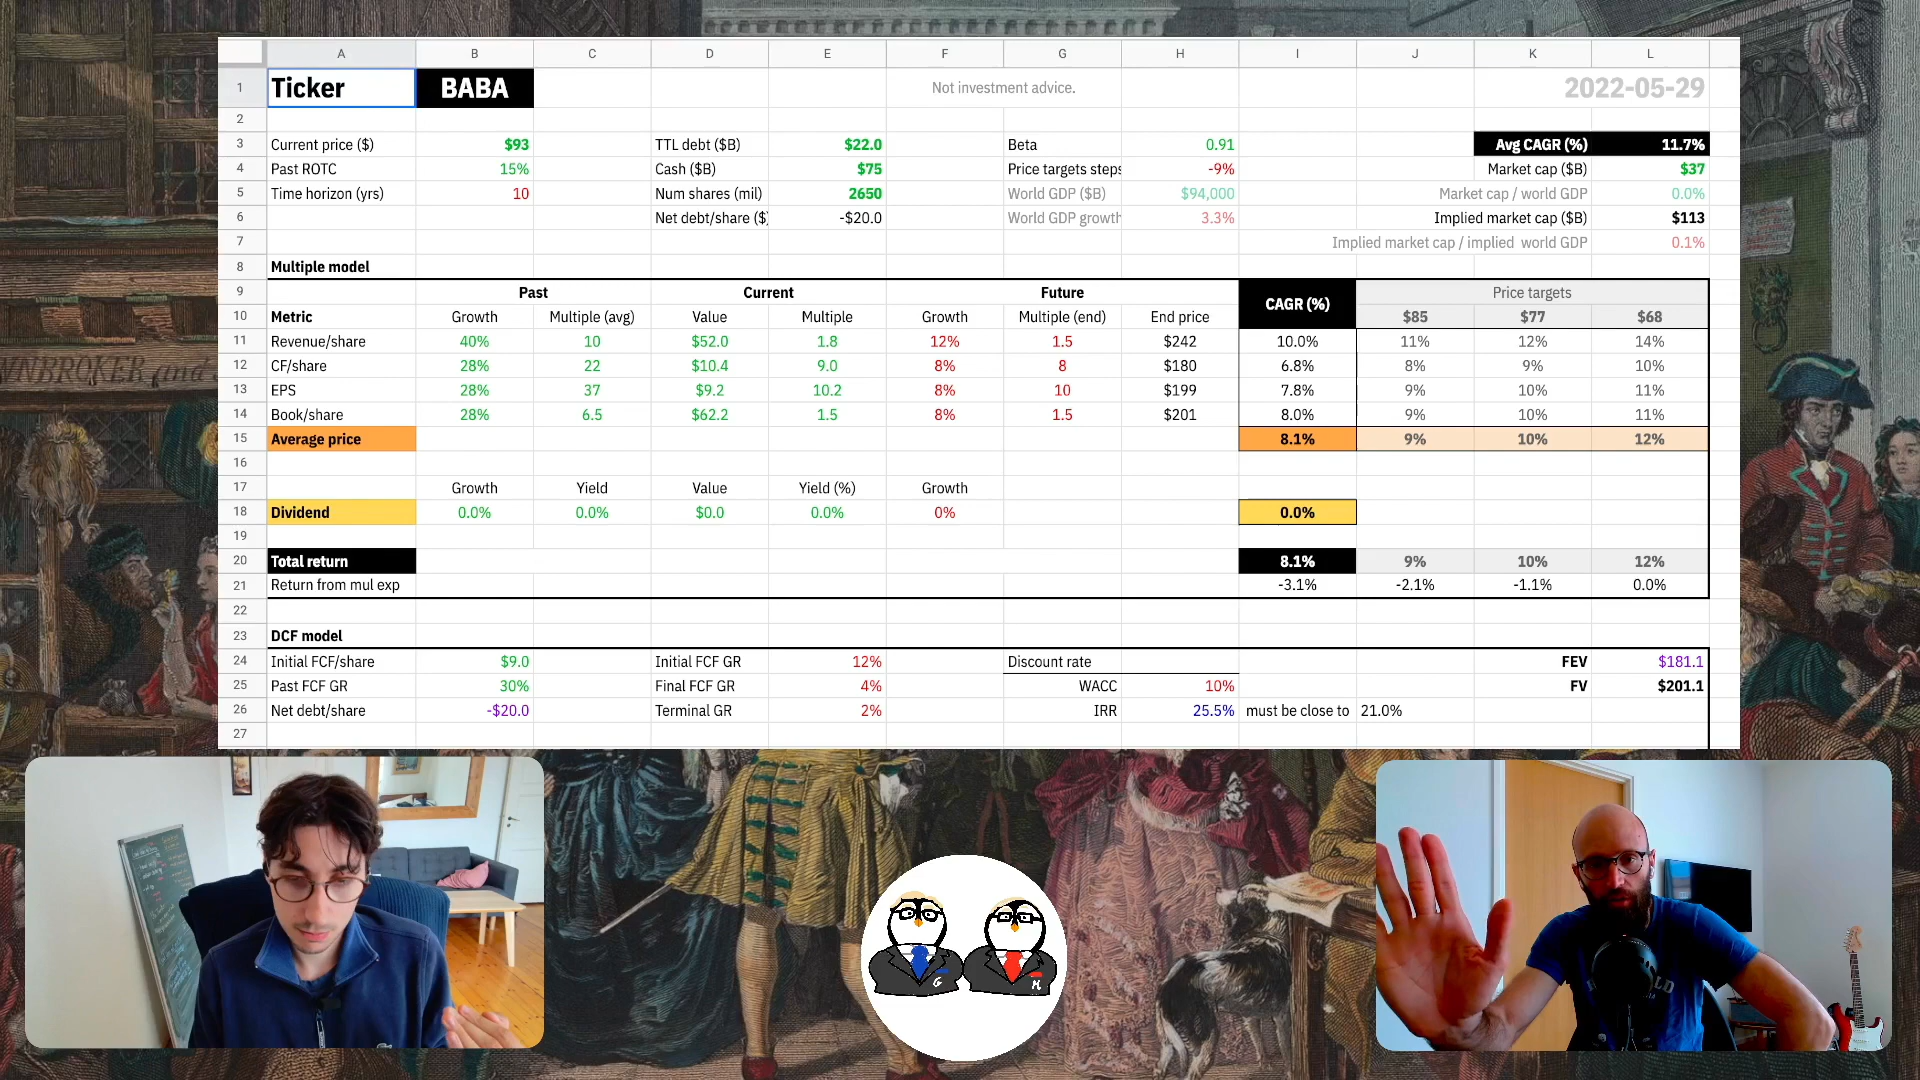 A B C D E F G H I J K L
1 Ticker BABA Not investment advice. 2022-05-29
2
3 Current price ($) $93 TTL debt ($B) $22.0 Beta 0.91 Avg CAGR (%) 11.7%
4 Past ROTC 15% Cash ($B) $75 Price targets steps -9% Market cap ($B) $37
5 Time horizon (yrs) 10 Num shares (mil) 2650 World GDP ($B) $94,000 Market cap / world GDP 0.0%
6 Net debt/share ($) -$20.0 World GDP growth 3.3% Implied market cap ($B) $113
7 Implied market cap / implied world GDP 0.1%
8 Multiple model
9 Past Current Future CAGR (%) Price targets
10 Metric Growth Multiple (avg) Value Multiple Growth Multiple (end) End price $85 $77 $68
11 Revenue/share 40% 10 $52.0 1.8 12% 1.5 $242 10.0% 11% 12% 14%
12 CF/share 28% 22 $10.4 9.0 8% 8 $180 6.8% 8% 9% 10%
13 EPS 28% 37 $9.2 10.2 8% 10 $199 7.8% 9% 10% 11%
14 Book/share 28% 6.5 $62.2 1.5 8% 1.5 $201 8.0% 9% 10% 11%
15 Average price 8.1% 9% 10% 12%
16
17 Growth Yield Value Yield (%) Growth
18 Dividend 0.0% 0.0% $0.0 0.0% 0% 0.0%
19
20 Total return 8.1% 9% 10% 12%
21 Return from mul exp -3.1% -2.1% -1.1% 0.0%
22
23 DCF model
24 Initial FCF/share $9.0 Initial FCF GR 12% Discount rate FEV $181.1
25 Past FCF GR 30% Final FCF GR 4% WACC 10% FV $201.1
26 Net debt/share -$20.0 Terminal GR 2% IRR 25.5% must be close to 21.0%
27
G M